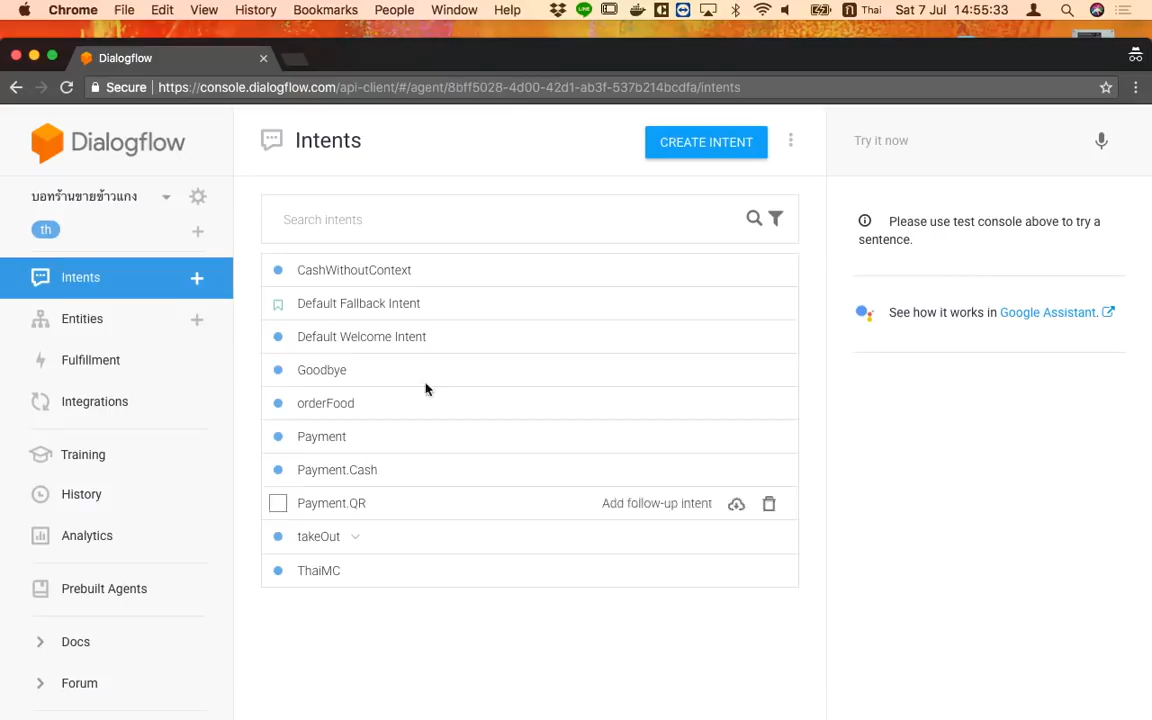 Chrome File Edit View History Bookmarks People Window Help Thai Sat 7 Jul 14:55:33
Dialogflow
Secure https://console.dialogflow.com/api-client/#/agent/8bff5028-4d00-42d1-ab3f-537b214bcdfa/intents
Dialogflow
Intents
CREATE INTENT
Try it now
บอทร้านขายข้าวแกง
th
Search intents
Please use test console above to try a
sentence.
Intents
CashWithoutContext
Default Fallback Intent
See how it works in Google Assistant.
Entities
Default Welcome Intent
Fulfillment
Goodbye
Integrations
orderFood
Payment
Training
Payment.Cash
History
Payment.QR
Add follow-up intent
Analytics
takeOut
ThaiMC
Prebuilt Agents
Docs
Forum